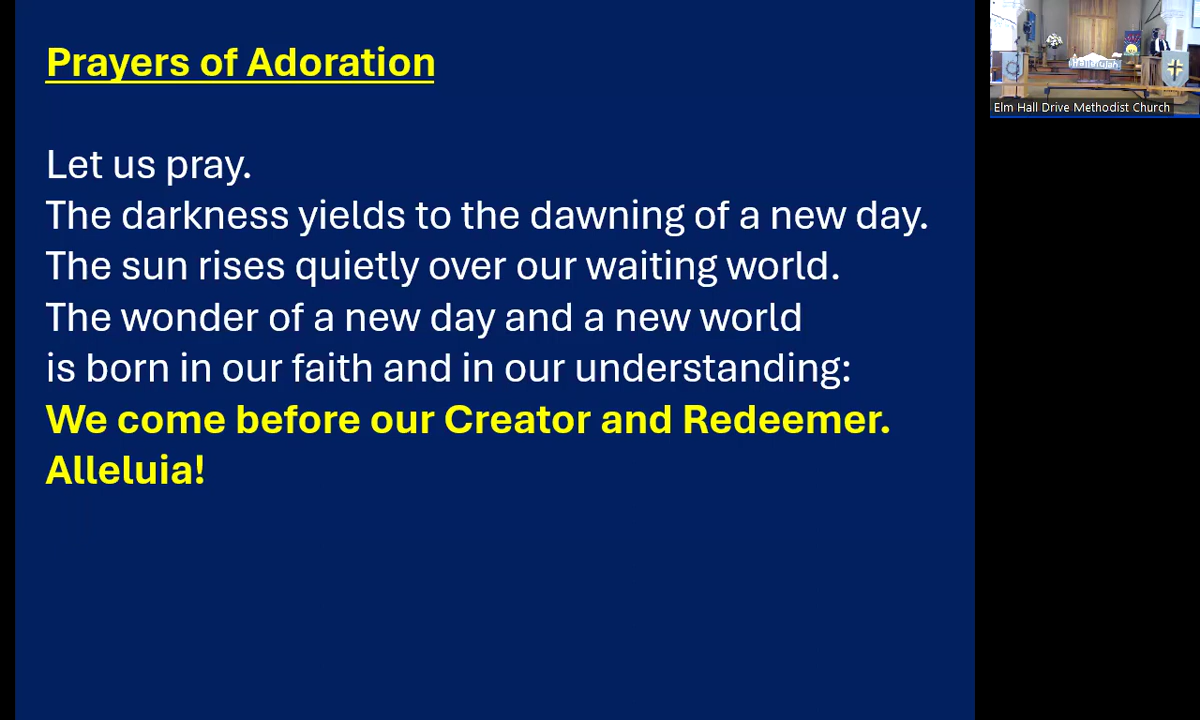 Prayers of Adoration
Let us pray.
The darkness yields to the dawning of a new day.
The sun rises quietly over our waiting world.
The wonder of a new day and a new world
is born in our faith and in our understanding:
We come before our Creator and Redeemer.
Alleluia!
Elm Hall Drive Methodist Church